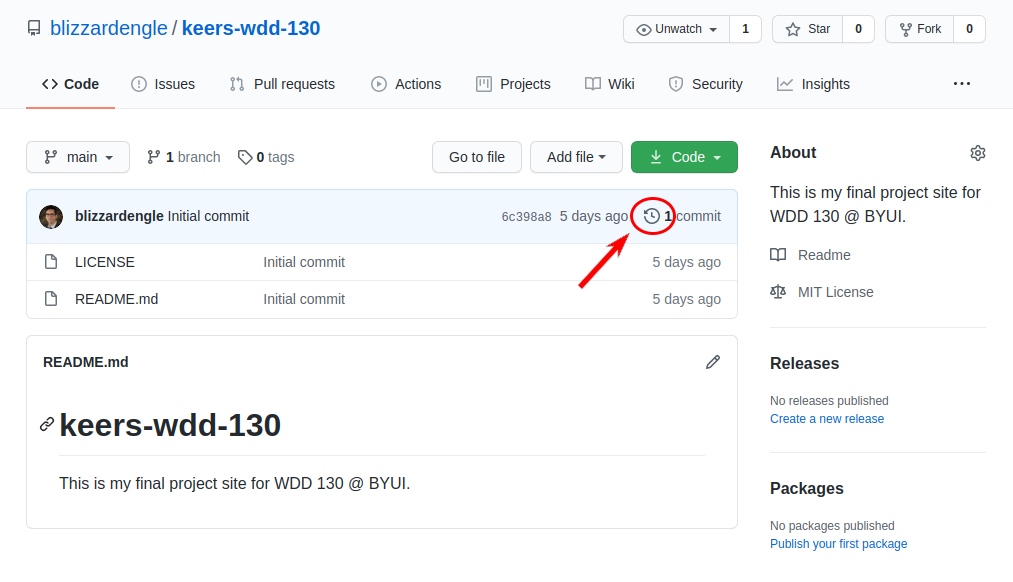 blizzardengle / keers-wdd-130
Unwatch 1 Star 0 Fork 0
Code Issues Pull requests Actions Projects Wiki Security Insights ...
main 1 branch 0 tags Go to file Add file Code
blizzardengle Initial commit 6c398a8 5 days ago 1 commit
LICENSE Initial commit 5 days ago
README.md Initial commit 5 days ago
README.md
keers-wdd-130
This is my final project site for WDD 130 @ BYUI.
About
This is my final project site for
WDD 130 @ BYUI.
Readme
MIT License
Releases
No releases published
Create a new release
Packages
No packages published
Publish your first package